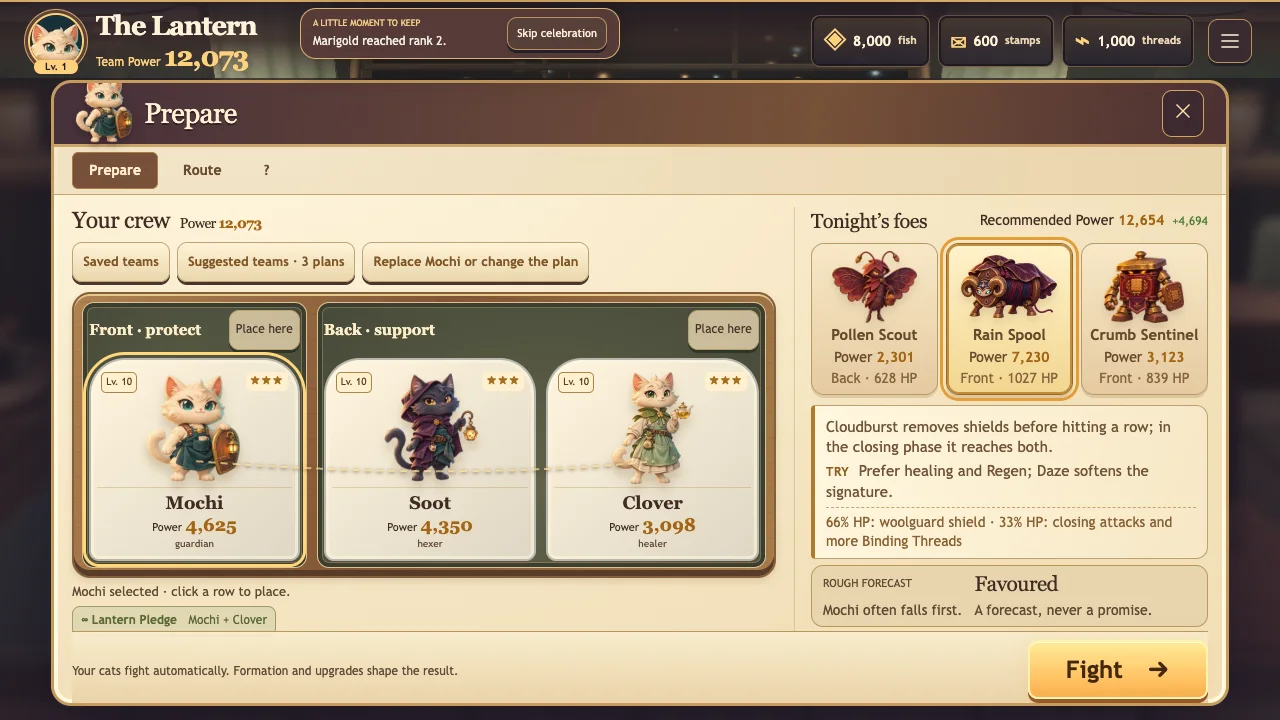 The Lantern
Lv. 1
Team Power 12,073
A LITTLE MOMENT TO KEEP
Marigold reached rank 2.
Skip celebration
8,000 fish
600 stamps
1,000 threads
Prepare
Prepare
Route
?
Your crew Power 12,073
Saved teams
Suggested teams · 3 plans
Replace Mochi or change the plan
Front · protect
Place here
Back · support
Place here
Lv. 10
Mochi
Power 4,625
guardian
Lv. 10
Soot
Power 4,350
hexer
Lv. 10
Clover
Power 3,098
healer
Mochi selected · click a row to place.
∞ Lantern Pledge Mochi + Clover
Tonight's foes
Recommended Power 12,654 +4,694
Pollen Scout
Power 2,301
Back · 628 HP
Rain Spool
Power 7,230
Front · 1027 HP
Crumb Sentinel
Power 3,123
Front · 839 HP
Cloudburst removes shields before hitting a row; in
the closing phase it reaches both.
TRY Prefer healing and Regen; Daze softens the
signature.
66% HP: woolguard shield · 33% HP: closing attacks and
more Binding Threads
ROUGH FORECAST
Favoured
Mochi often falls first.
A forecast, never a promise.
Your cats fight automatically. Formation and upgrades shape the result.
Fight →